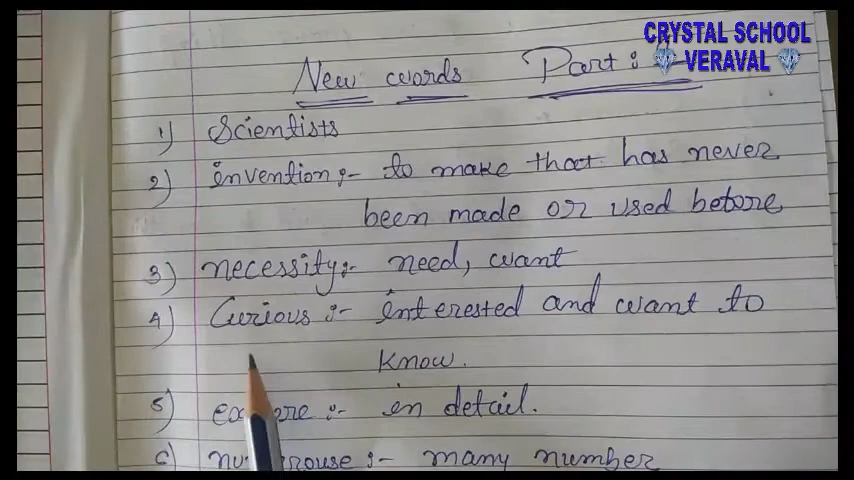 CRYSTAL SCHOOL
VERAVAL
New words Part:
1) Scientists
2) invention :- to make that has never
been made or used before
3) necessity :- need, want
4) Curious :- interested and want to
know.
5) :- in detail.
:- many number